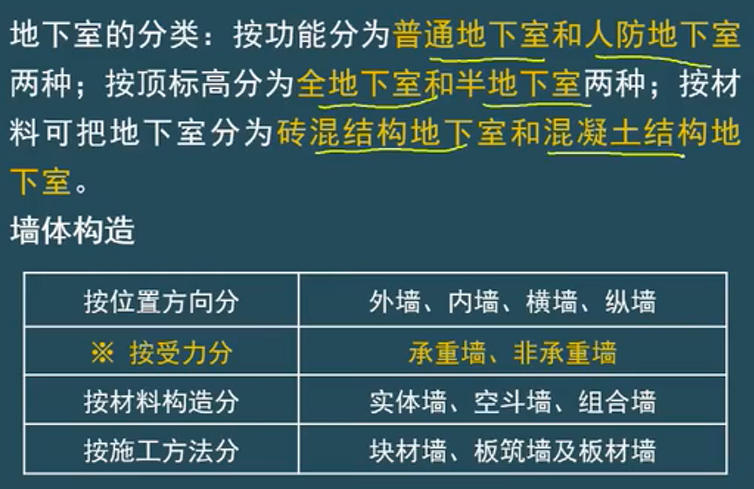 地下室的分类：按功能分为普通地下室和人防地下室
两种；按顶标高分为全地下室和半地下室两种；按材
料可把地下室分为砖混结构地下室和混凝土结构地
下室。
墙体构造
按位置方向分 外墙、内墙、横墙、纵墙
※ 按受力分 承重墙、非承重墙
按材料构造分 实体墙、空斗墙、组合墙
按施工方法分 块材墙、板筑墙及板材墙